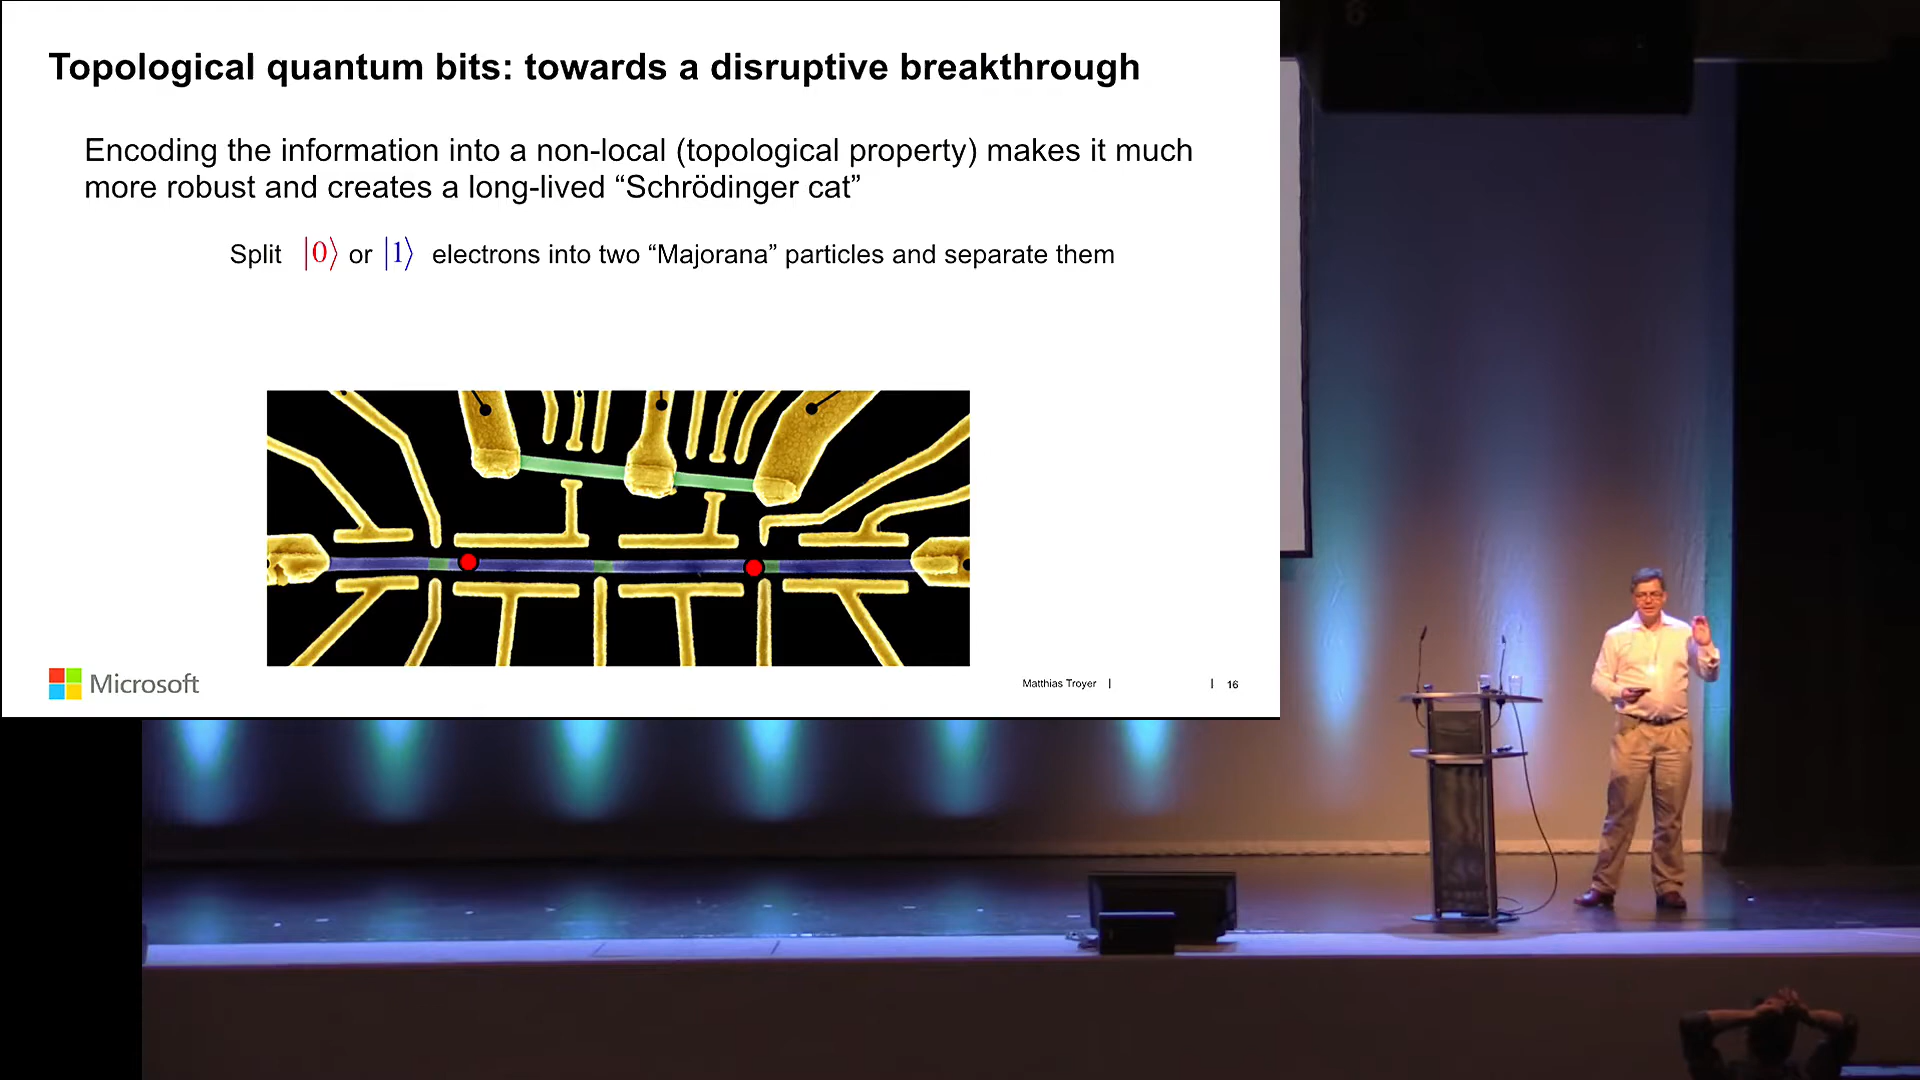 Topological quantum bits: towards a disruptive breakthrough
Encoding the information into a non-local (topological property) makes it much
more robust and creates a long-lived “Schrödinger cat”
Split |0⟩ or |1⟩ electrons into two “Majorana” particles and separate them
Microsoft
Matthias Troyer | | 16